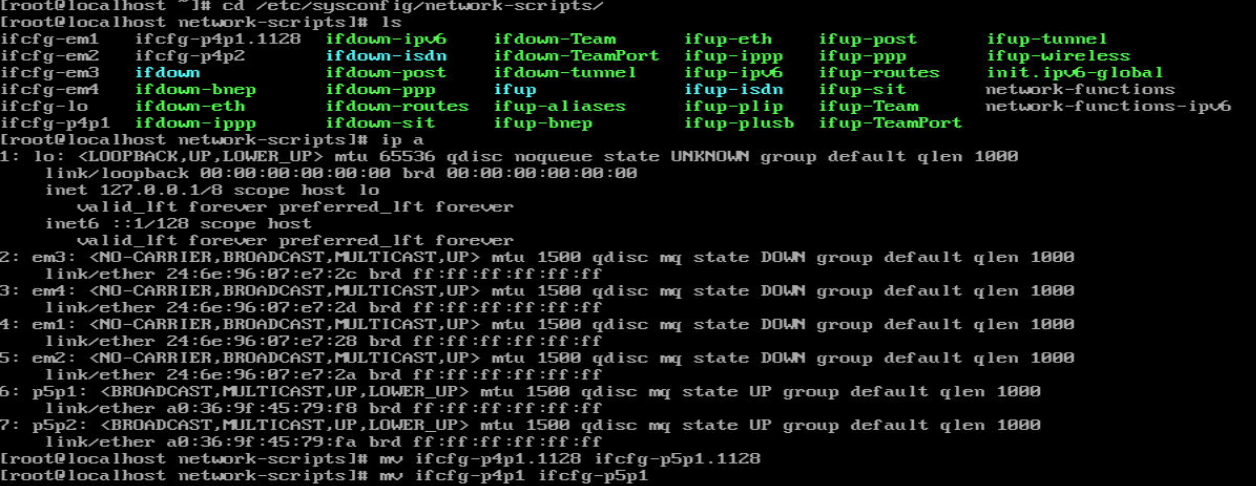 [root@localhost ~]# cd /etc/sysconfig/network-scripts/
[root@localhost network-scripts]# ls
ifcfg-em1 ifcfg-p4p1.1128 ifdown-ipv6 ifdown-Team ifup-eth ifup-post ifup-tunnel
ifcfg-em2 ifcfg-p4p2 ifdown-isdn ifdown-TeamPort ifup-ippp ifup-ppp ifup-wireless
ifcfg-em3 ifdown ifdown-post ifdown-tunnel ifup-ipv6 ifup-routes init.ipv6-global
ifcfg-em4 ifdown-bnep ifdown-ppp ifup ifup-isdn ifup-sit network-functions
ifcfg-lo ifdown-eth ifdown-routes ifup-aliases ifup-plip ifup-Team network-functions-ipv6
ifcfg-p4p1 ifdown-ippp ifdown-sit ifup-bnep ifup-plusb ifup-TeamPort
[root@localhost network-scripts]# ip a
1: lo: <LOOPBACK,UP,LOWER_UP> mtu 65536 qdisc noqueue state UNKNOWN group default qlen 1000
link/loopback 00:00:00:00:00:00 brd 00:00:00:00:00:00
inet 127.0.0.1/8 scope host lo
valid_lft forever preferred_lft forever
inet6 ::1/128 scope host
valid_lft forever preferred_lft forever
2: em3: <NO-CARRIER,BROADCAST,MULTICAST,UP> mtu 1500 qdisc mq state DOWN group default qlen 1000
link/ether 24:6e:96:07:e7:2c brd ff:ff:ff:ff:ff:ff
3: em4: <NO-CARRIER,BROADCAST,MULTICAST,UP> mtu 1500 qdisc mq state DOWN group default qlen 1000
link/ether 24:6e:96:07:e7:2d brd ff:ff:ff:ff:ff:ff
4: em1: <NO-CARRIER,BROADCAST,MULTICAST,UP> mtu 1500 qdisc mq state DOWN group default qlen 1000
link/ether 24:6e:96:07:e7:28 brd ff:ff:ff:ff:ff:ff
5: em2: <NO-CARRIER,BROADCAST,MULTICAST,UP> mtu 1500 qdisc mq state DOWN group default qlen 1000
link/ether 24:6e:96:07:e7:2a brd ff:ff:ff:ff:ff:ff
6: p5p1: <BROADCAST,MULTICAST,UP,LOWER_UP> mtu 1500 qdisc mq state UP group default qlen 1000
link/ether a0:36:9f:45:79:f8 brd ff:ff:ff:ff:ff:ff
7: p5p2: <BROADCAST,MULTICAST,UP,LOWER_UP> mtu 1500 qdisc mq state UP group default qlen 1000
link/ether a0:36:9f:45:79:fa brd ff:ff:ff:ff:ff:ff
[root@localhost network-scripts]# mv ifcfg-p4p1.1128 ifcfg-p5p1.1128
[root@localhost network-scripts]# mv ifcfg-p4p1 ifcfg-p5p1